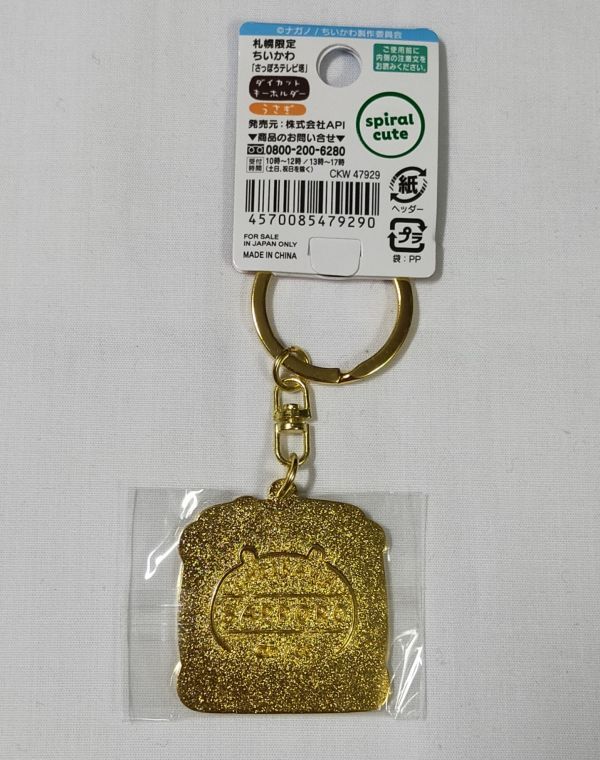 ©ナガノ / ちいかわ製作委員会
札幌限定
ちいかわ
「さっぽろテレビ塔」
ダイカット
キーホルダー
うさぎ
発売元:株式会社API
▼商品のお問い合せ▼
0800-200-6280
受付時間 10時〜12時 / 13時〜17時
(土日、祝日を除く)
CKW 47929
4570085479290
FOR SALE
IN JAPAN ONLY
MADE IN CHINA
ご使用前に
内側の注意文を
お読みください。
spiral
cute
紙
ヘッダー
プラ
袋:PP
SAPPORO